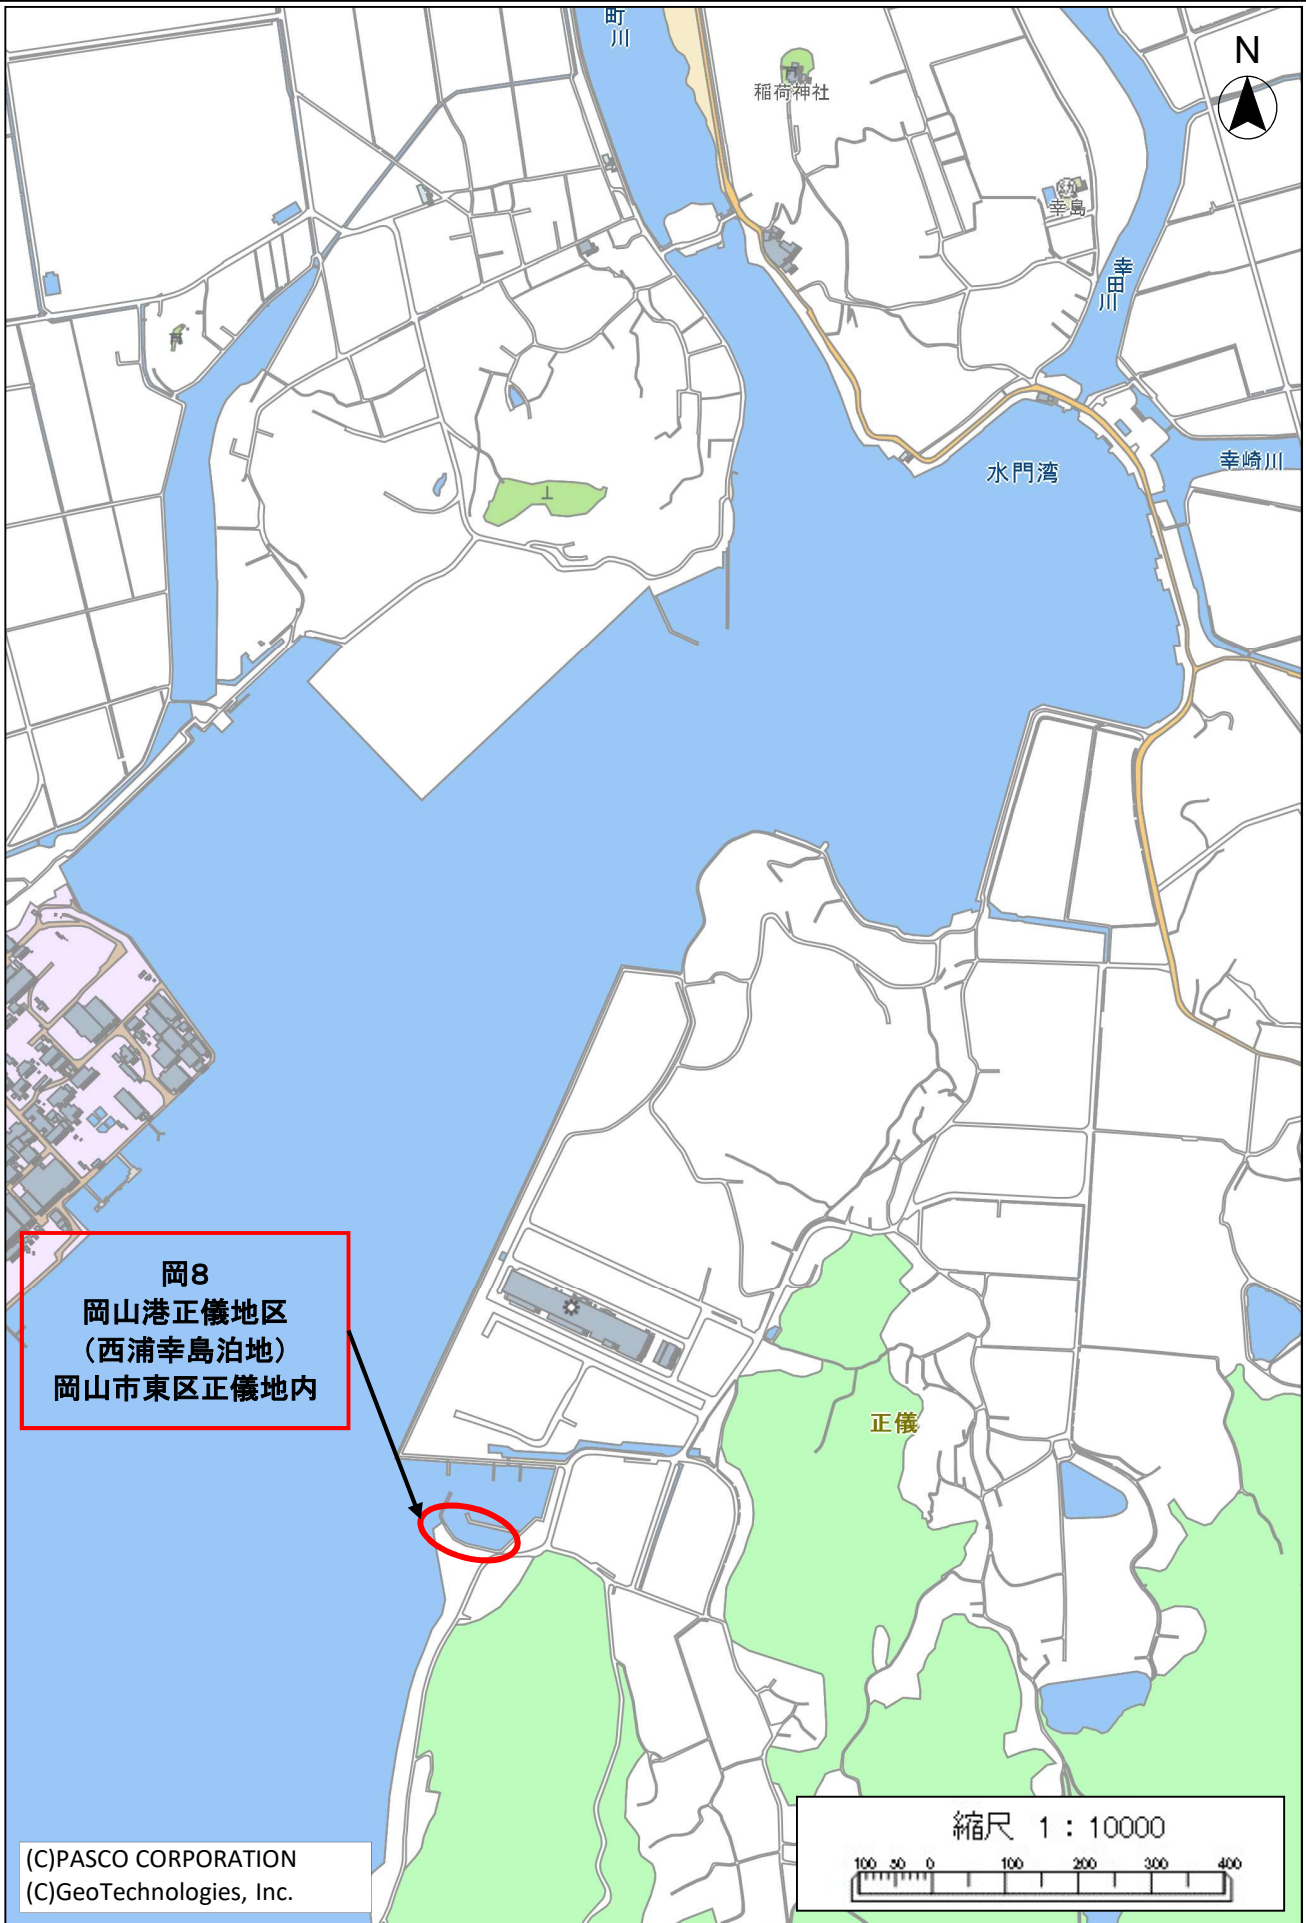 町川
N
稲荷神社
幼
幸島
幸田川
水門湾
幸崎川
岡8
岡山港正儀地区
（西浦幸島泊地）
岡山市東区正儀地内
正儀
縮尺 1：10000
100 50 0 100 200 300 400
(C)PASCO CORPORATION
(C)GeoTechnologies, Inc.